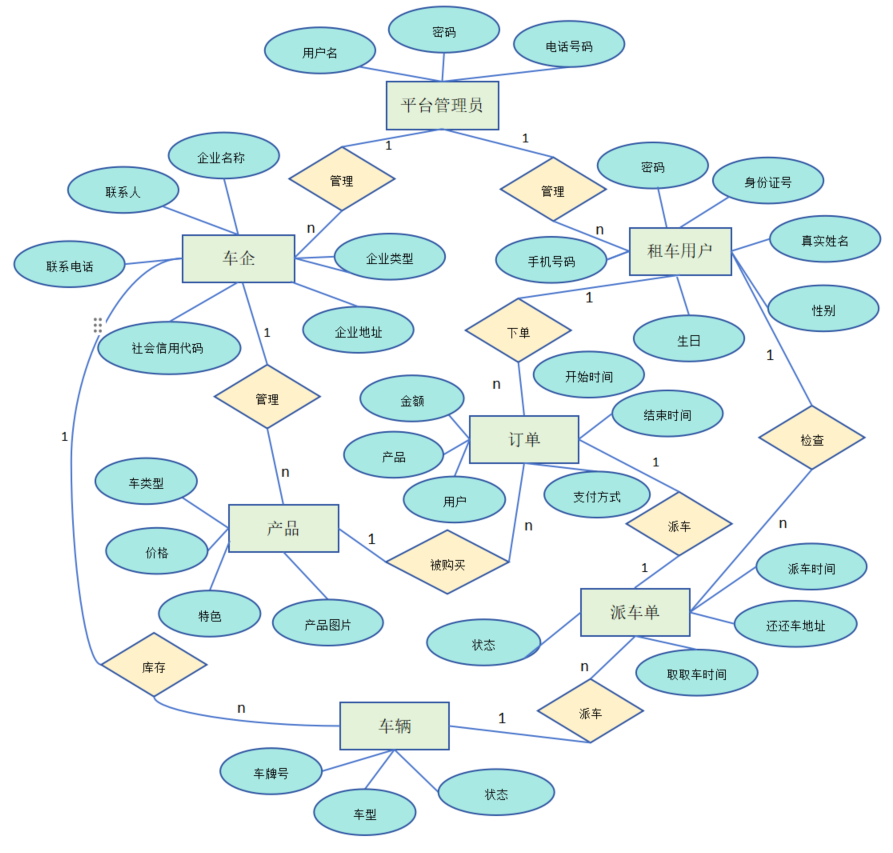 密码
用户名
电话号码
平台管理员
1
1
企业名称
管理
密码
身份证号
联系人
管理
n
n
真实姓名
车企
企业类型
租车用户
联系电话
手机号码
1
性别
社会信用代码
企业地址
下单
生日
1
1
开始时间
n
管理
金额
结束时间
1
订单
检查
产品
1
n
车类型
用户
支付方式
产品
n
派车
n
1
价格
被购买
1
派车时间
特色
产品图片
派车单
还还车地址
状态
库存
n
取取车时间
n
车辆
1
派车
车牌号
状态
车型